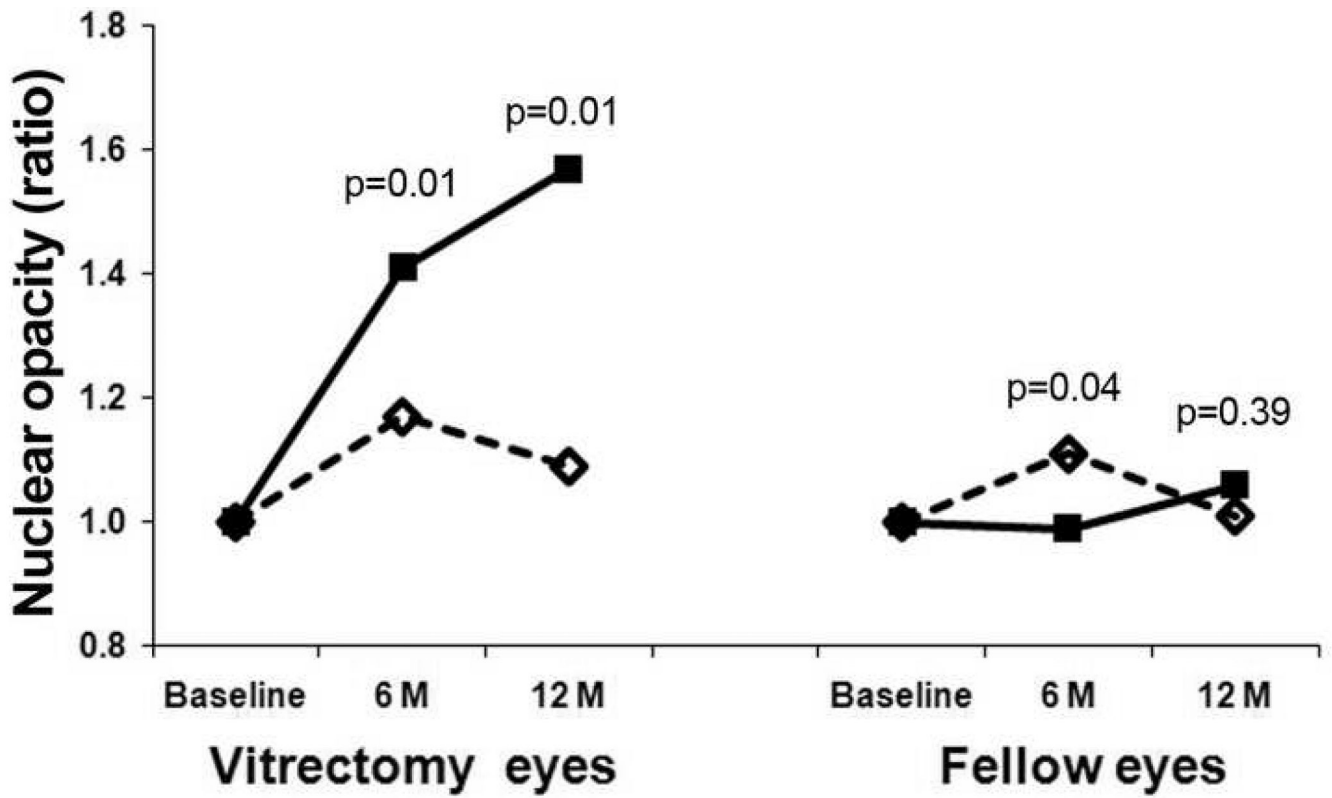 Nuclear opacity (ratio)
1.8
1.6
1.4
1.2
1.0
0.8
p=0.01
p=0.01
p=0.04
p=0.39
Baseline 6 M 12 M Baseline 6 M 12 M
Vitrectomy eyes Fellow eyes